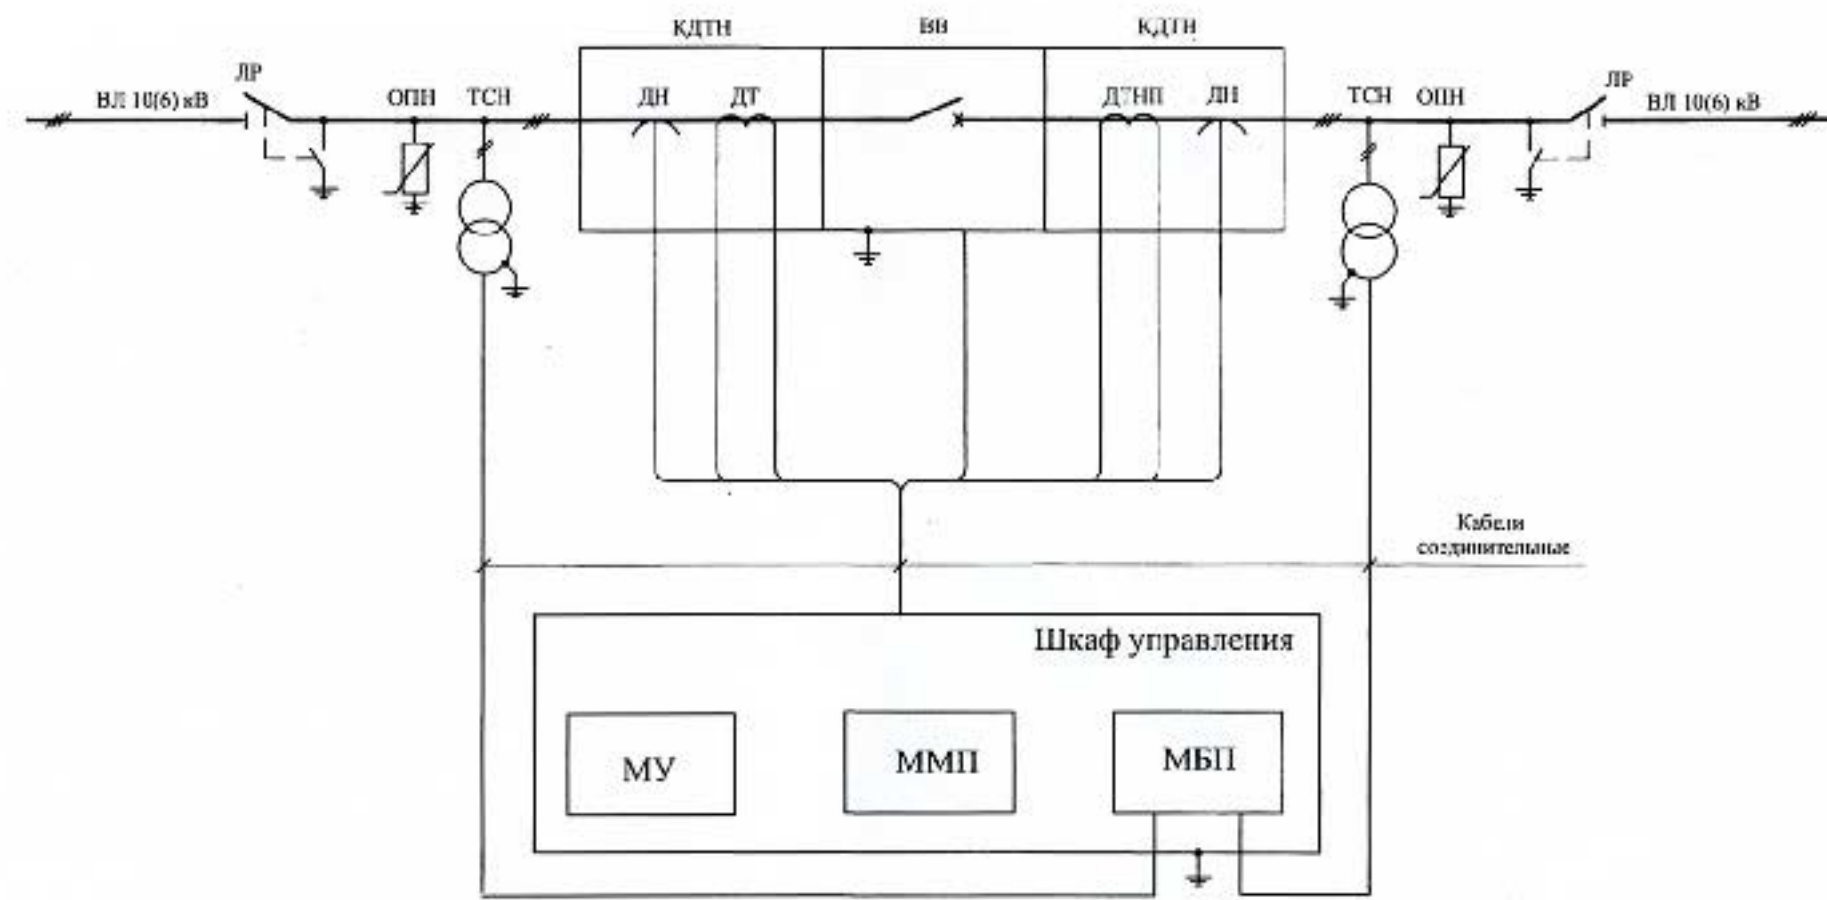 КДТН
ВВ
КДТН
ЛР
ВЛ 10(6) кВ
ОПН
ТСН
ДН
ДТ
ДТНП
ДН
ТСН
ОПН
ЛР
ВЛ 10(6) кВ
Кабели
соединительные
Шкаф управления
МУ
ММП
МБП